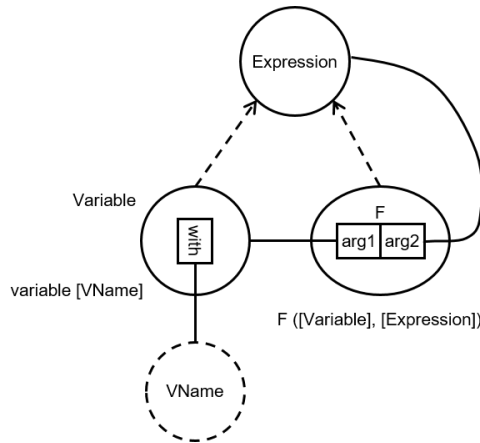 Expression
Variable
with
F
arg1 arg2
variable [VName]
F ([Variable], [Expression])
VName